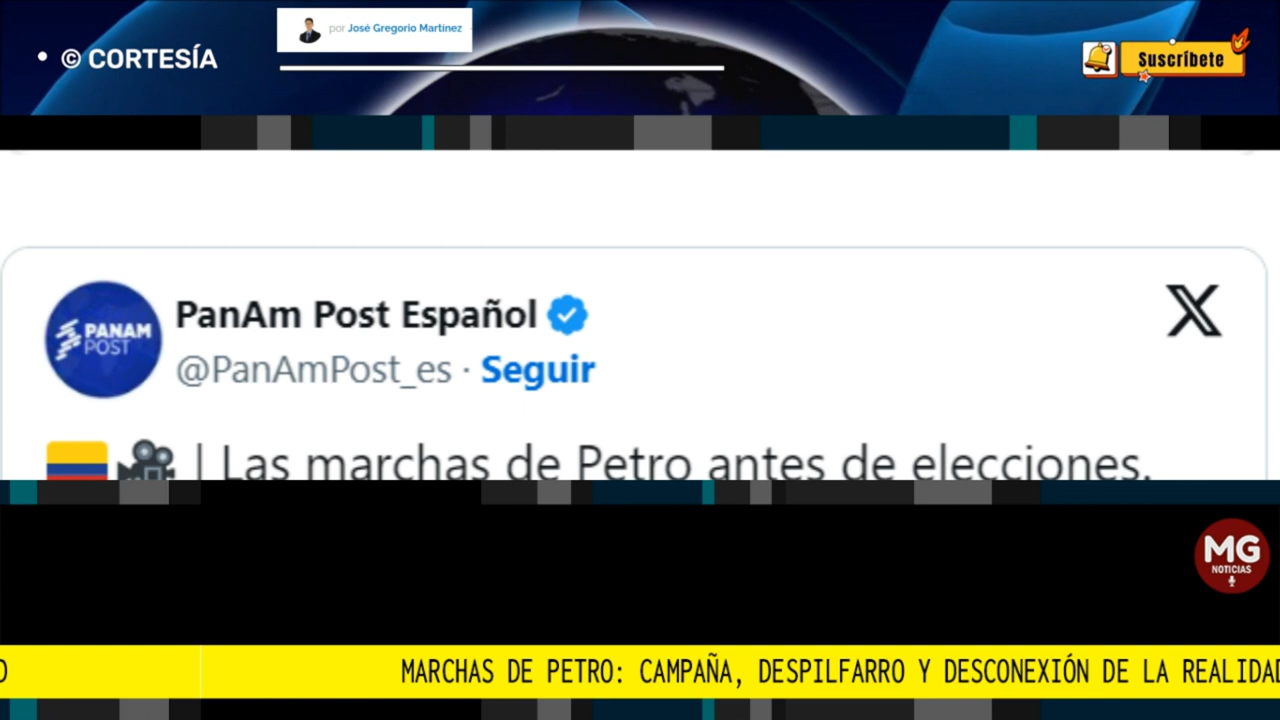 • © CORTESÍA
por José Gregorio Martínez
Suscríbete
PANAM
POST
PanAm Post Español
@PanAmPost_es · Seguir
| Las marchas de Petro antes de elecciones.
MG
NOTICIAS
O
MARCHAS DE PETRO: CAMPAÑA, DESPILFARRO Y DESCONEXIÓN DE LA REALIDAD